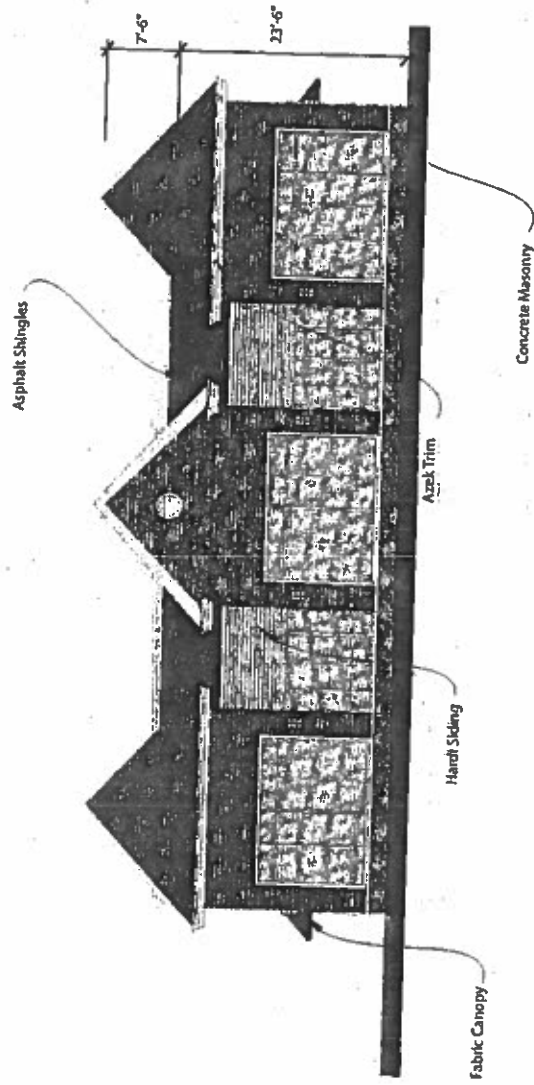 7'-6"
23'-6"
Asphalt Shingles
Concrete Masonry
Azek Trim
Hardi Siding
Fabric Canopy